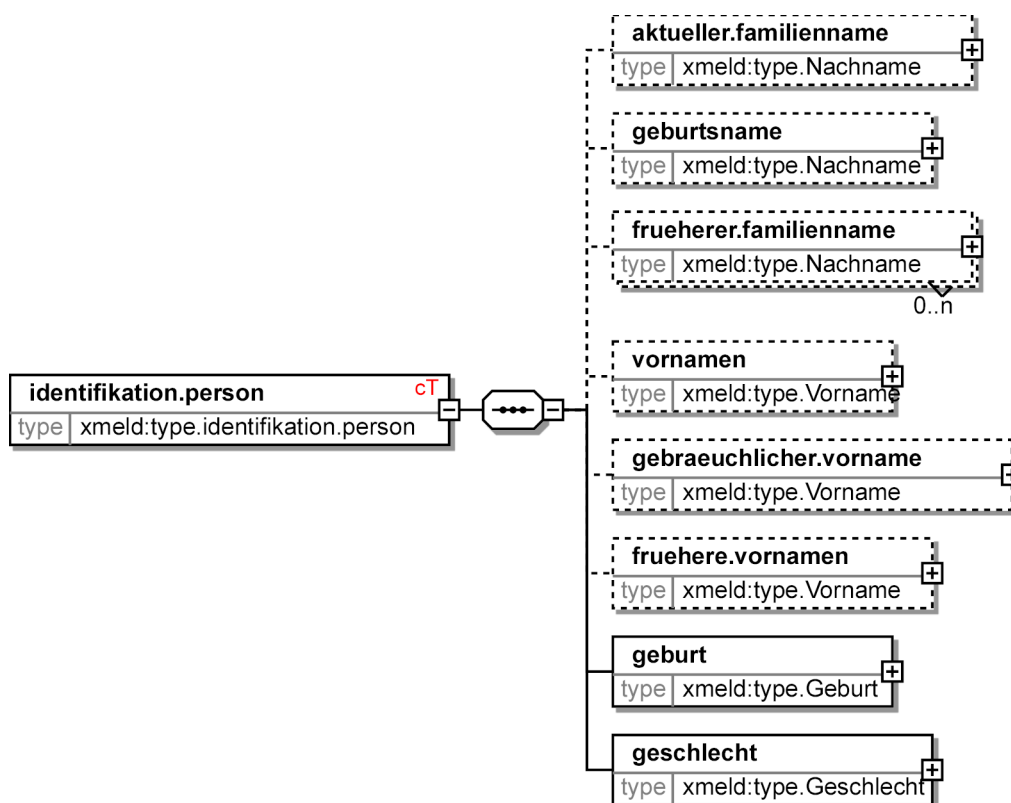 aktueller.familienname
type xmeld:type.Nachname
geburtsname
type xmeld:type.Nachname
frueherer.familienname
type xmeld:type.Nachname
0..n
vornamen
type xmeld:type.Vorname
identifikation.person cT
type xmeld:type.identifikation.person
gebraeuchlicher.vorname
type xmeld:type.Vorname
fruehere.vornamen
type xmeld:type.Vorname
geburt
type xmeld:type.Geburt
geschlecht
type xmeld:type.Geschlecht